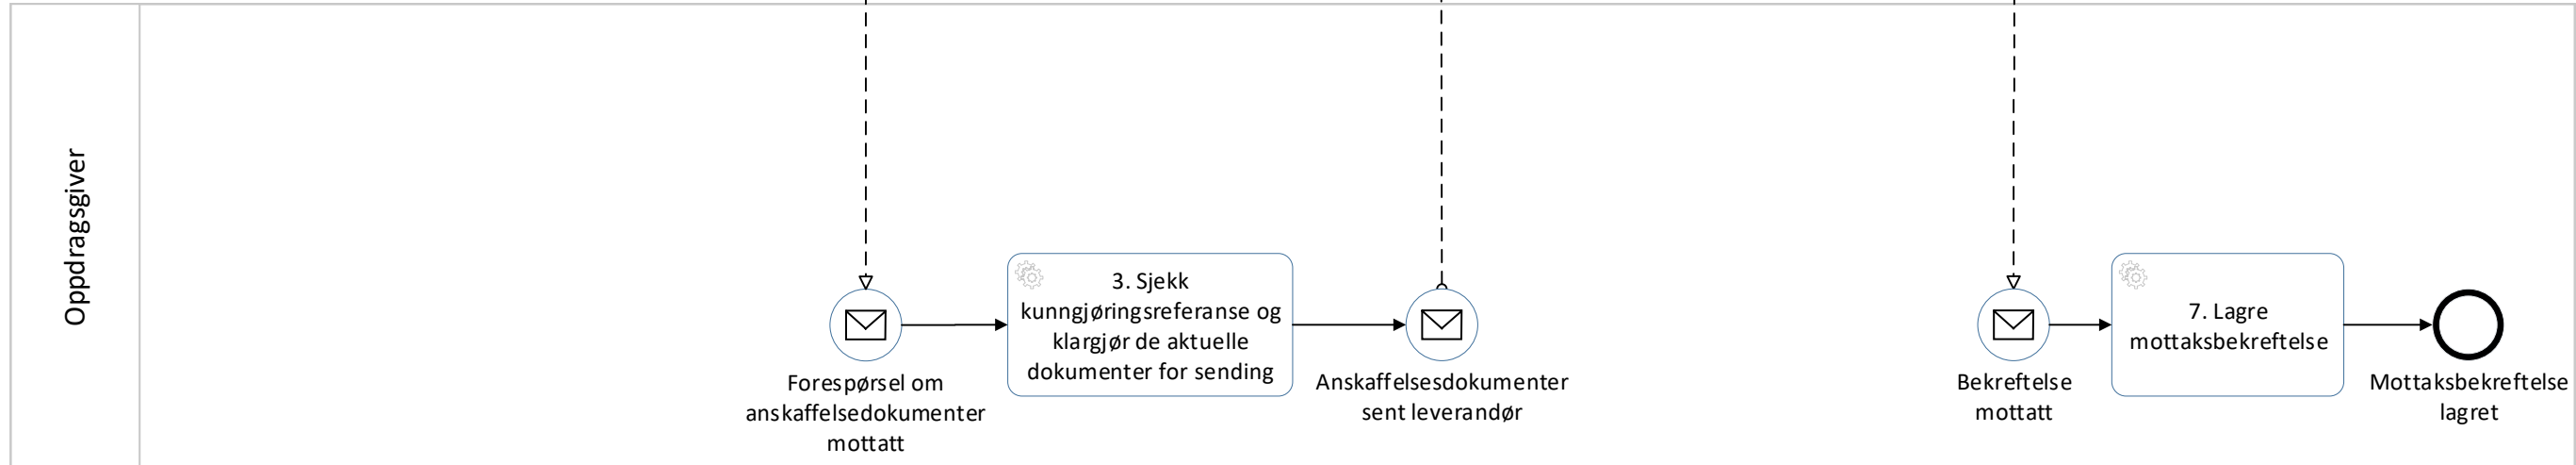 Oppdragsgiver
Forespørsel om
anskaffelsedokumenter
mottatt
3. Sjekk
kunngjøringsreferanse og
klargjør de aktuelle
dokumenter for sending
Anskaffelsesdokumenter
sent leverandør
Bekreftelse
mottatt
7. Lagre
mottaksbekreftelse
Mottaksbekreftelse
lagret